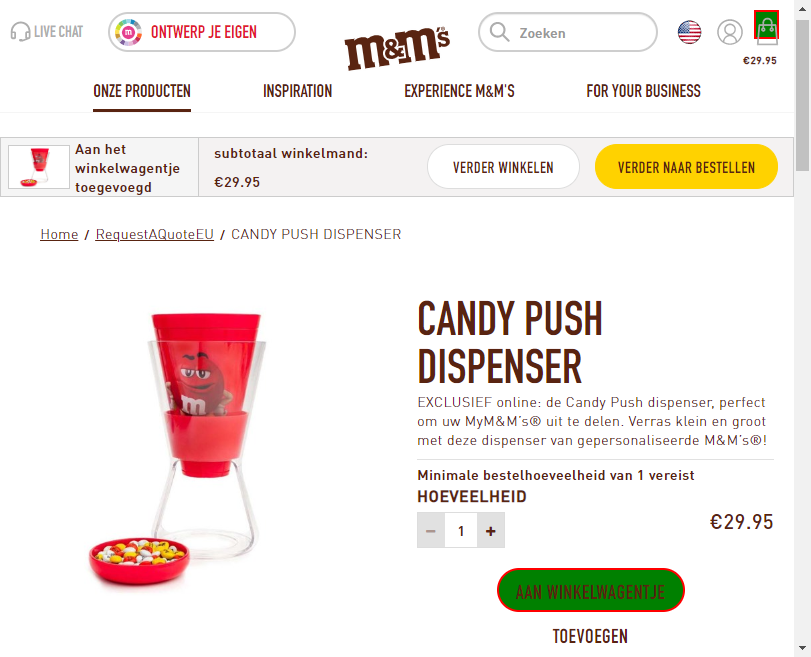 LIVE CHAT
m
ONTWERP JE EIGEN
m&m's
Zoeken
€29.95
ONZE PRODUCTEN
INSPIRATION
EXPERIENCE M&M'S
FOR YOUR BUSINESS
Aan het
winkelwagentje
toegevoegd
subtotaal winkelmand:
€29.95
VERDER WINKELEN
VERDER NAAR BESTELLEN
Home / RequestAQuoteEU / CANDY PUSH DISPENSER
m
CANDY PUSH
DISPENSER
EXCLUSIEF online: de Candy Push dispenser, perfect
om uw MyM&M's® uit te delen. Verras klein en groot
met deze dispenser van gepersonaliseerde M&M's®!
Minimale bestelhoeveelheid van 1 vereist
HOEVEELHEID
− 1 +
€29.95
AAN WINKELWAGENTJE
TOEVOEGEN